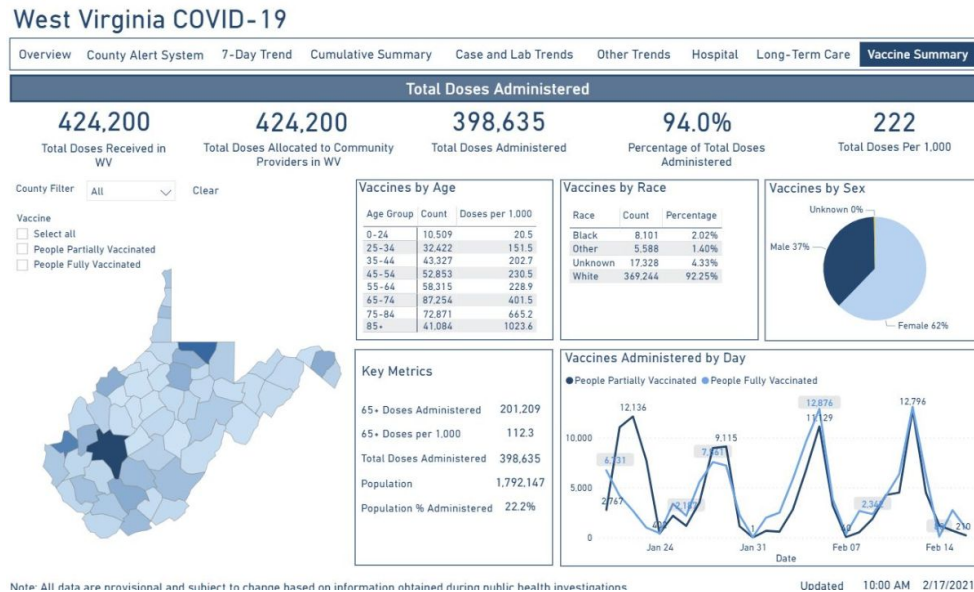 West Virginia COVID-19
Overview County Alert System 7-Day Trend Cumulative Summary Case and Lab Trends Other Trends Hospital Long-Term Care Vaccine Summary
Total Doses Administered
424,200 424,200 398,635 94.0% 222
Total Doses Received in WV
Total Doses Allocated to Community Providers in WV
Total Doses Administered
Percentage of Total Doses Administered
Total Doses Per 1,000
County Filter All Clear
Vaccine
Select all
People Partially Vaccinated
People Fully Vaccinated
Vaccines by Age
Age Group Count Doses per 1,000
0-24 10,509 20.5
25-34 32,422 151.5
35-44 43,327 202.7
45-54 52,853 230.5
55-64 58,315 228.9
65-74 87,254 401.5
75-84 72,871 665.2
85+ 41,084 1023.6
Vaccines by Race
Race Count Percentage
Black 8,101 2.02%
Other 5,588 1.40%
Unknown 17,328 4.33%
White 369,244 92.25%
Vaccines by Sex
Unknown 0%
Male 37%
Female 62%
Key Metrics
65+ Doses Administered 201,209
65+ Doses per 1,000 112.3
Total Doses Administered 398,635
Population 1,792,147
Population % Administered 22.2%
Vaccines Administered by Day
People Partially Vaccinated People Fully Vaccinated
12,136 12,876 12,796
11,129
10,000 9,115
6,731
5,000
2,767
210
0
Jan 24 Jan 31 Feb 07 Feb 14
Date
Note: All data are provisional and subject to change based on information obtained during public health investigations.
Updated 10:00 AM 2/17/2021